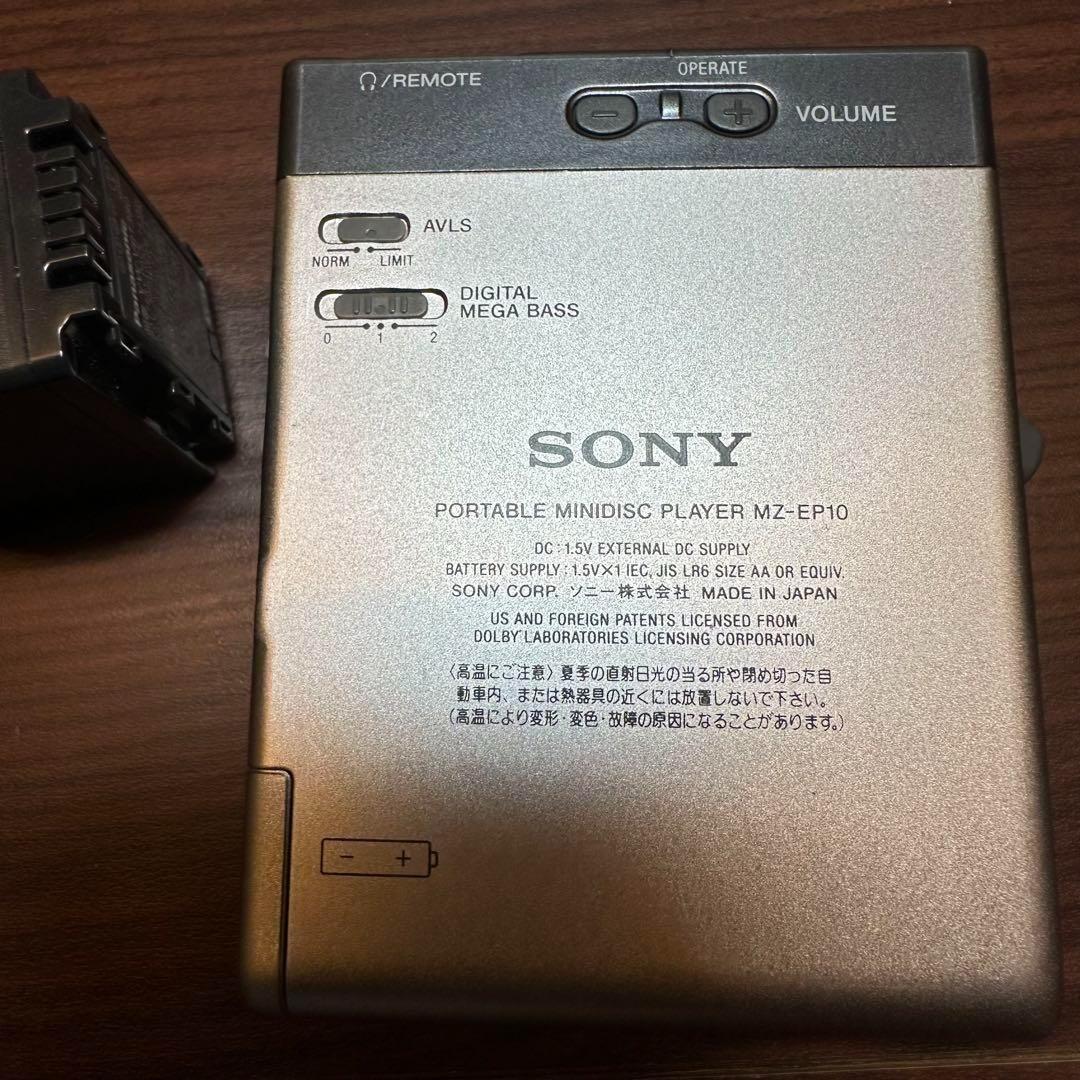 🎧/REMOTE
OPERATE
− +
VOLUME
AVLS
NORM LIMIT
DIGITAL
MEGA BASS
0 1 2
SONY
PORTABLE MINIDISC PLAYER MZ-EP10
DC : 1.5V EXTERNAL DC SUPPLY
BATTERY SUPPLY : 1.5V×1 IEC, JIS LR6 SIZE AA OR EQUIV.
SONY CORP. ソニー株式会社 MADE IN JAPAN
US AND FOREIGN PATENTS LICENSED FROM
DOLBY LABORATORIES LICENSING CORPORATION
〈高温にご注意〉夏季の直射日光の当る所や閉め切った自
動車内、または熱器具の近くには放置しないで下さい。
(高温により変形・変色・故障の原因になることがあります。)
− +